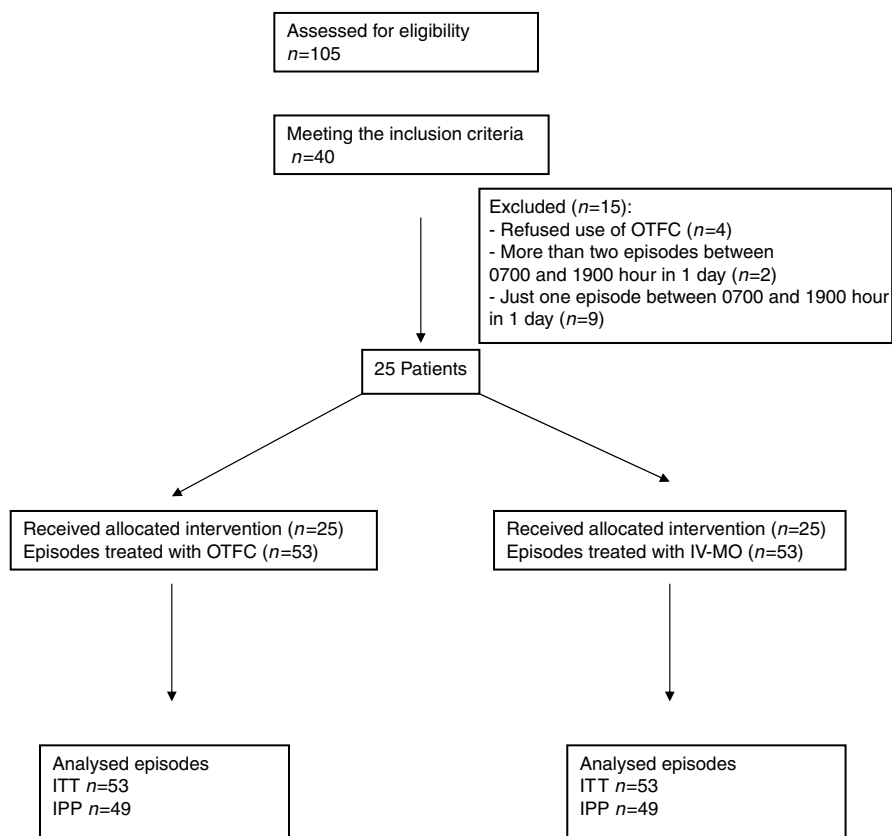 Assessed for eligibility
n=105
Meeting the inclusion criteria
n=40
Excluded (n=15):
- Refused use of OTFC (n=4)
- More than two episodes between
0700 and 1900 hour in 1 day (n=2)
- Just one episode between 0700 and 1900 hour
in 1 day (n=9)
25 Patients
Received allocated intervention (n=25)
Episodes treated with OTFC (n=53)
Received allocated intervention (n=25)
Episodes treated with IV-MO (n=53)
Analysed episodes
ITT n=53
IPP n=49
Analysed episodes
ITT n=53
IPP n=49